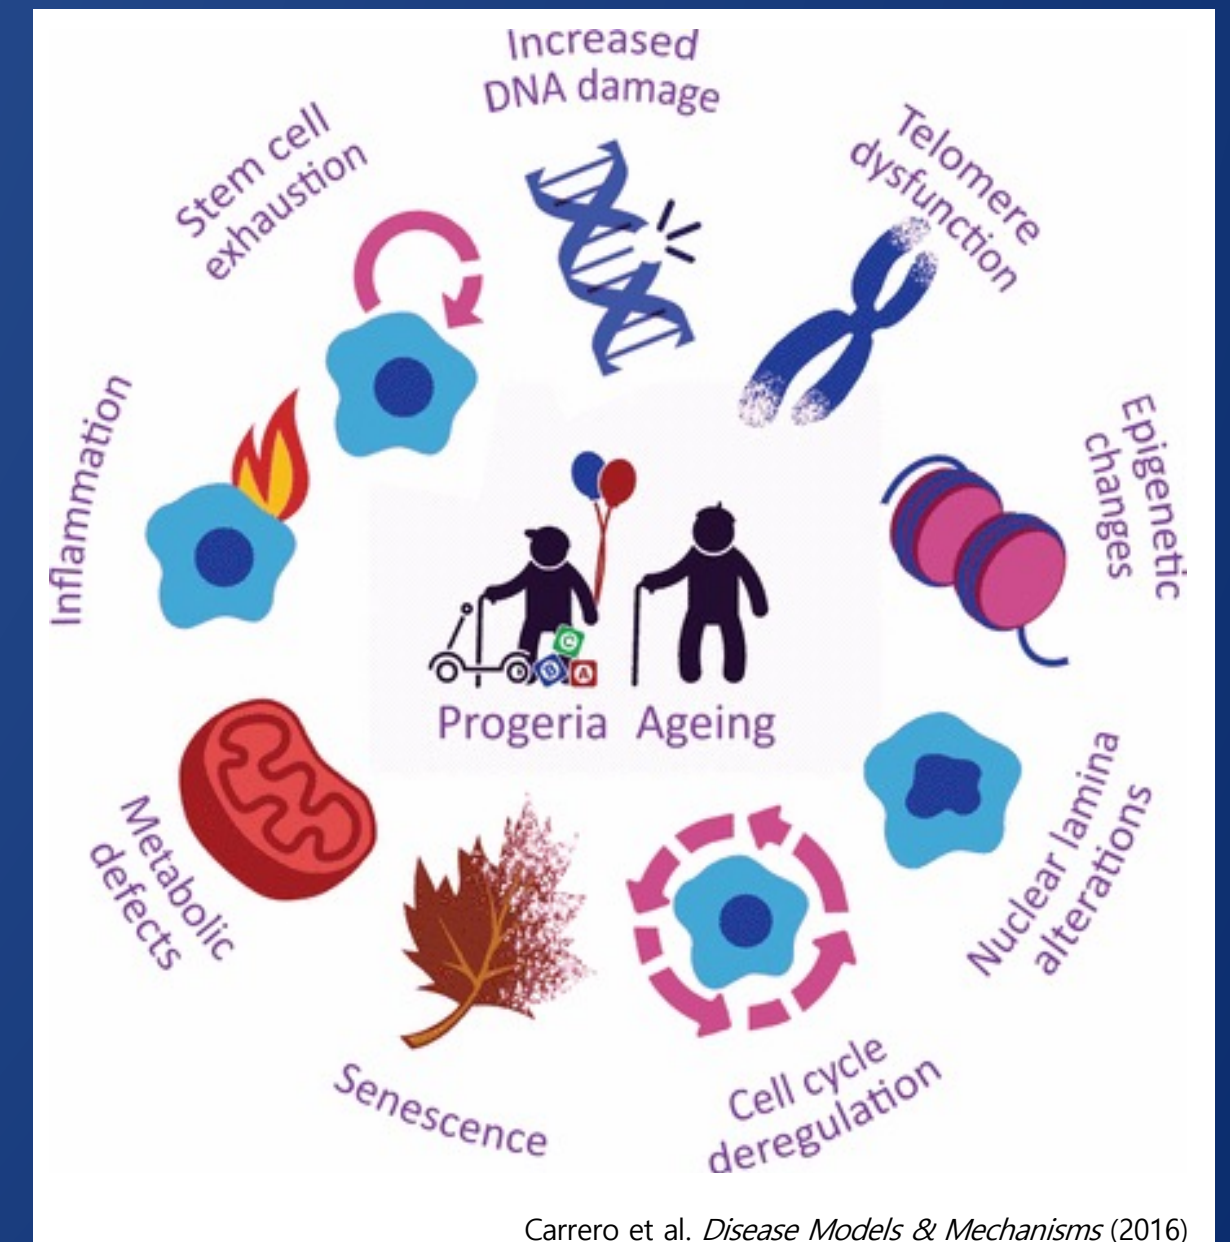 Increased
DNA damage
Telomere
dysfunction
Epigenetic
changes
Nuclear lamina
alterations
Cell cycle
deregulation
Senescence
Metabolic
defects
Inflammation
Stem cell
exhaustion
C
B A
Progeria Ageing
Carrero et al. Disease Models & Mechanisms (2016)